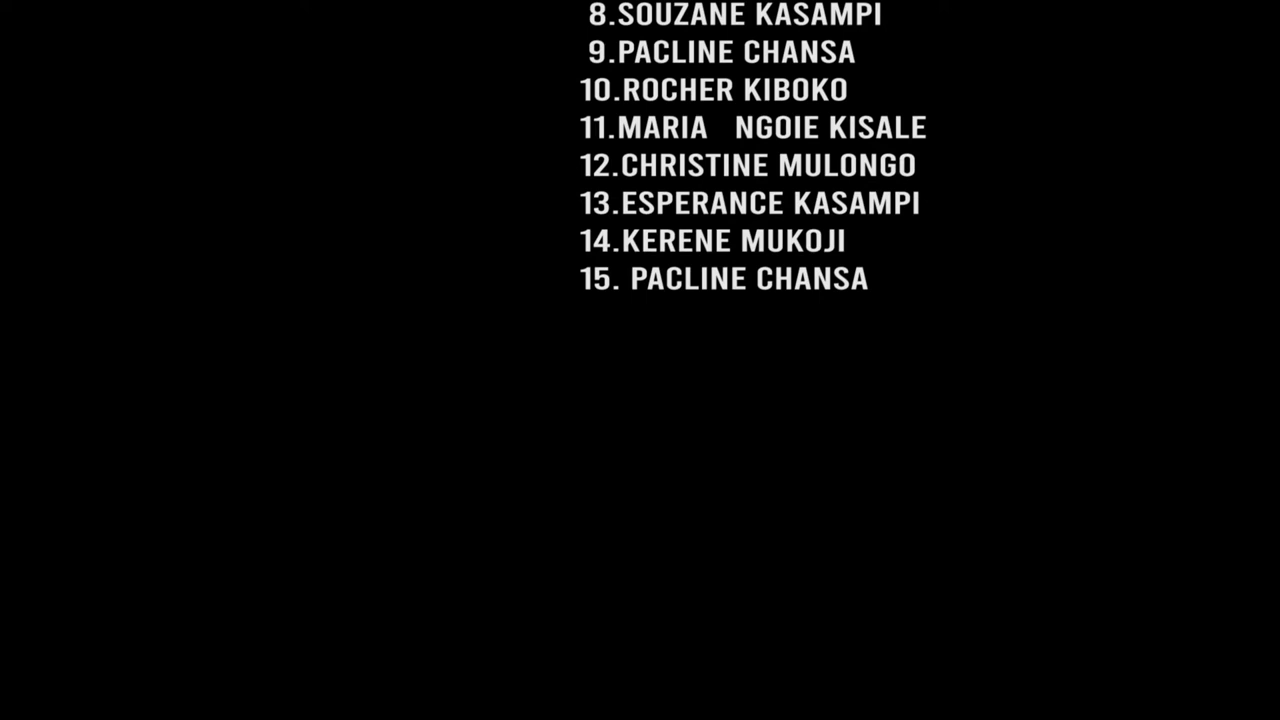 8.SOUZANE KASAMPI
9.PACLINE CHANSA
10.ROCHER KIBOKO
11.MARIA NGOIE KISALE
12.CHRISTINE MULONGO
13.ESPERANCE KASAMPI
14.KERENE MUKOJI
15. PACLINE CHANSA